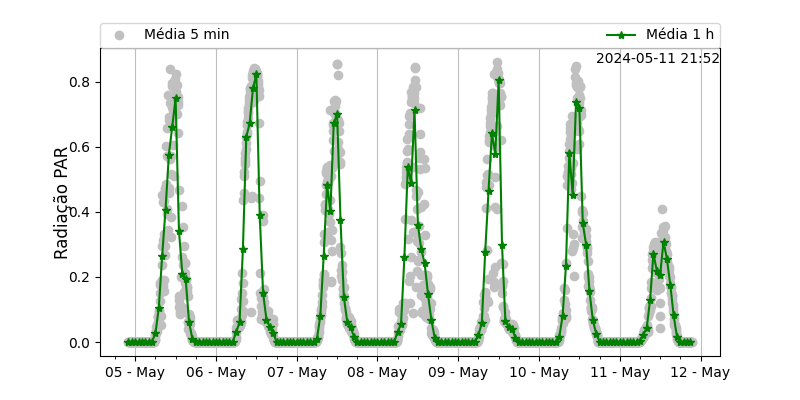 Média 5 min Média 1 h
2024-05-11 21:52
Radiação PAR
0.8
0.6
0.4
0.2
0.0
05 - May 06 - May 07 - May 08 - May 09 - May 10 - May 11 - May 12 - May